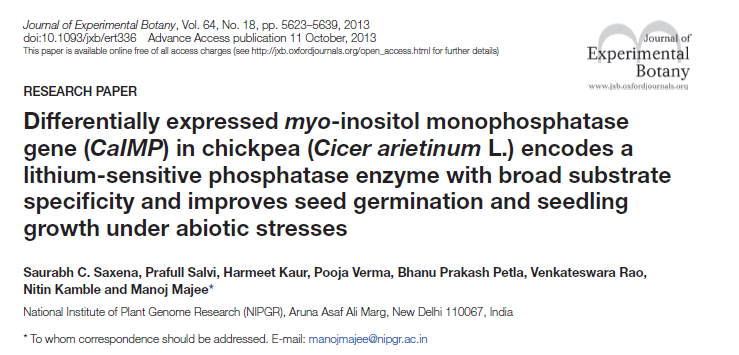 Journal of Experimental Botany, Vol. 64, No. 18, pp. 5623–5639, 2013
doi:10.1093/jxb/ert336 Advance Access publication 11 October, 2013
This paper is available online free of all access charges (see http://jxb.oxfordjournals.org/open_access.html for further details)
Journal of
Experimental
Botany
www.jxb.oxfordjournals.org
RESEARCH PAPER
Differentially expressed myo-inositol monophosphatase
gene (CaIMP) in chickpea (Cicer arietinum L.) encodes a
lithium-sensitive phosphatase enzyme with broad substrate
specificity and improves seed germination and seedling
growth under abiotic stresses
Saurabh C. Saxena, Prafull Salvi, Harmeet Kaur, Pooja Verma, Bhanu Prakash Petla, Venkateswara Rao,
Nitin Kamble and Manoj Majee*
National Institute of Plant Genome Research (NIPGR), Aruna Asaf Ali Marg, New Delhi 110067, India
* To whom correspondence should be addressed. E-mail: manojmajee@nipgr.ac.in